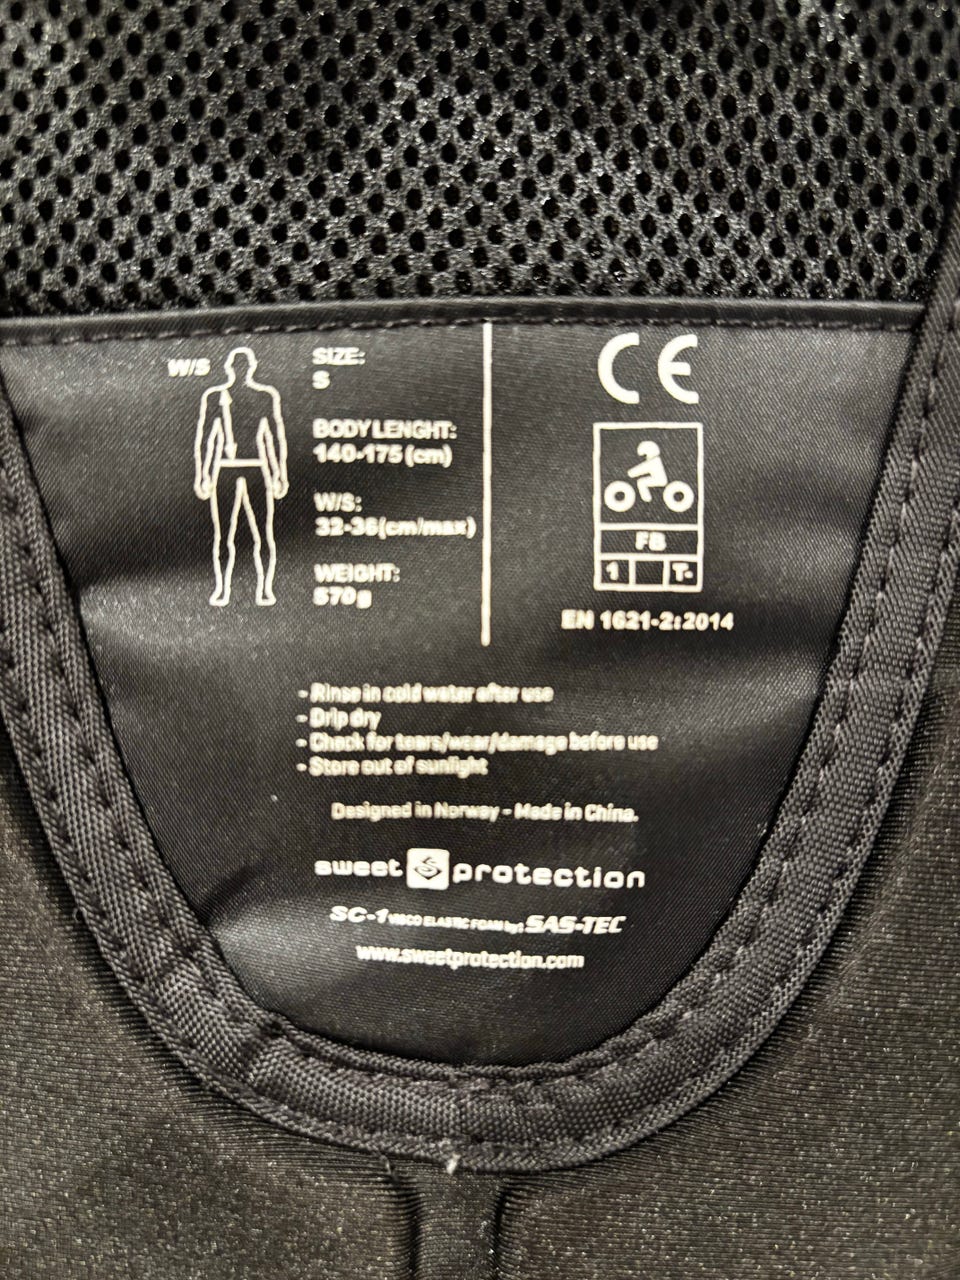 W/S
SIZE:
S
BODY LENGHT:
140-175 (cm)
W/S:
32-36(cm/max)
WEIGHT:
570g
CE
FB
1 T-
EN 1621-2:2014
- Rinse in cold water after use
- Drip dry
- Check for tears/wear/damage before use
- Store out of sunlight
Designed in Norway - Made in China.
sweet protection
SC-1 VISCO ELASTIC FOAM by: SAS-TEC
www.sweetprotection.com